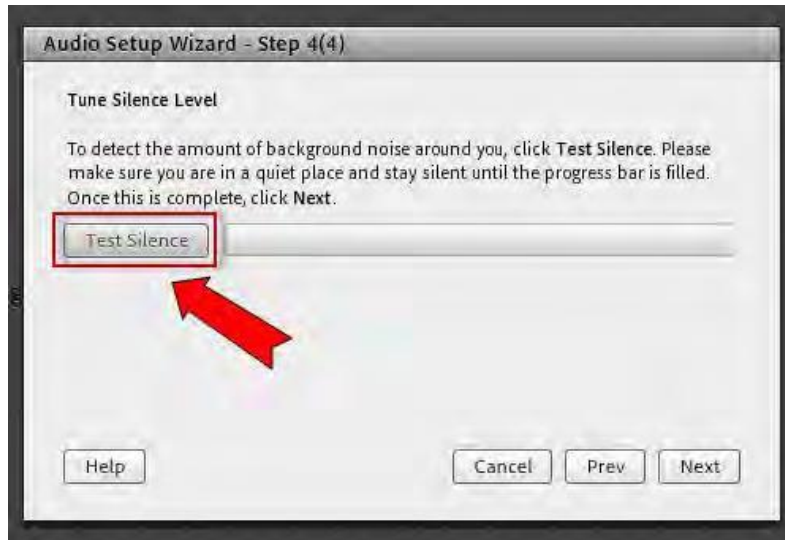 Audio Setup Wizard - Step 4(4)
Tune Silence Level
To detect the amount of background noise around you, click Test Silence. Please
make sure you are in a quiet place and stay silent until the progress bar is filled.
Once this is complete, click Next.
Test Silence
Help Cancel Prev Next